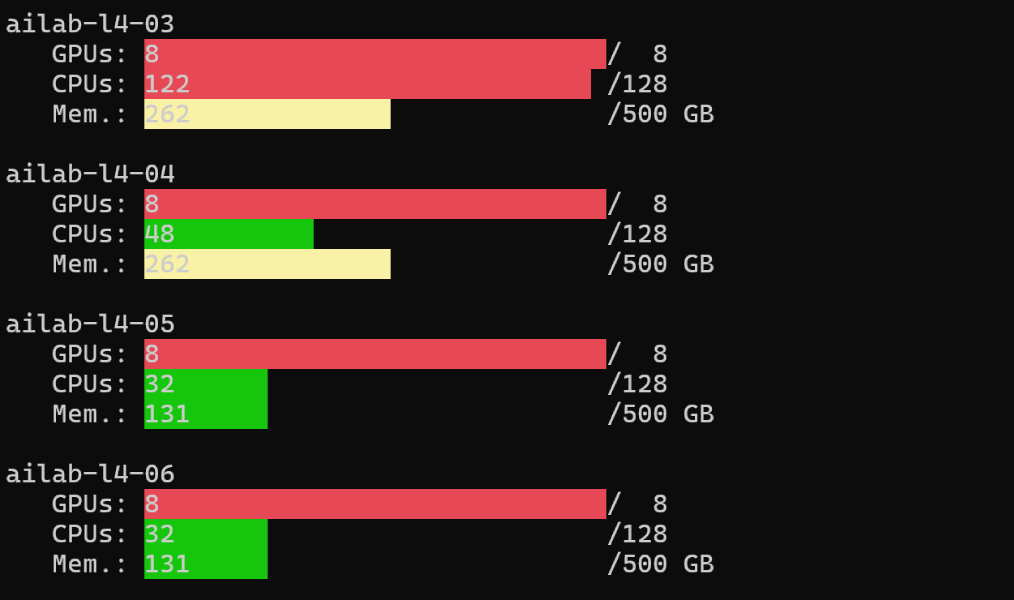 ailab-l4-03
GPUs: 8 / 8
CPUs: 122 /128
Mem.: 262 /500 GB
ailab-l4-04
GPUs: 8 / 8
CPUs: 48 /128
Mem.: 262 /500 GB
ailab-l4-05
GPUs: 8 / 8
CPUs: 32 /128
Mem.: 131 /500 GB
ailab-l4-06
GPUs: 8 / 8
CPUs: 32 /128
Mem.: 131 /500 GB